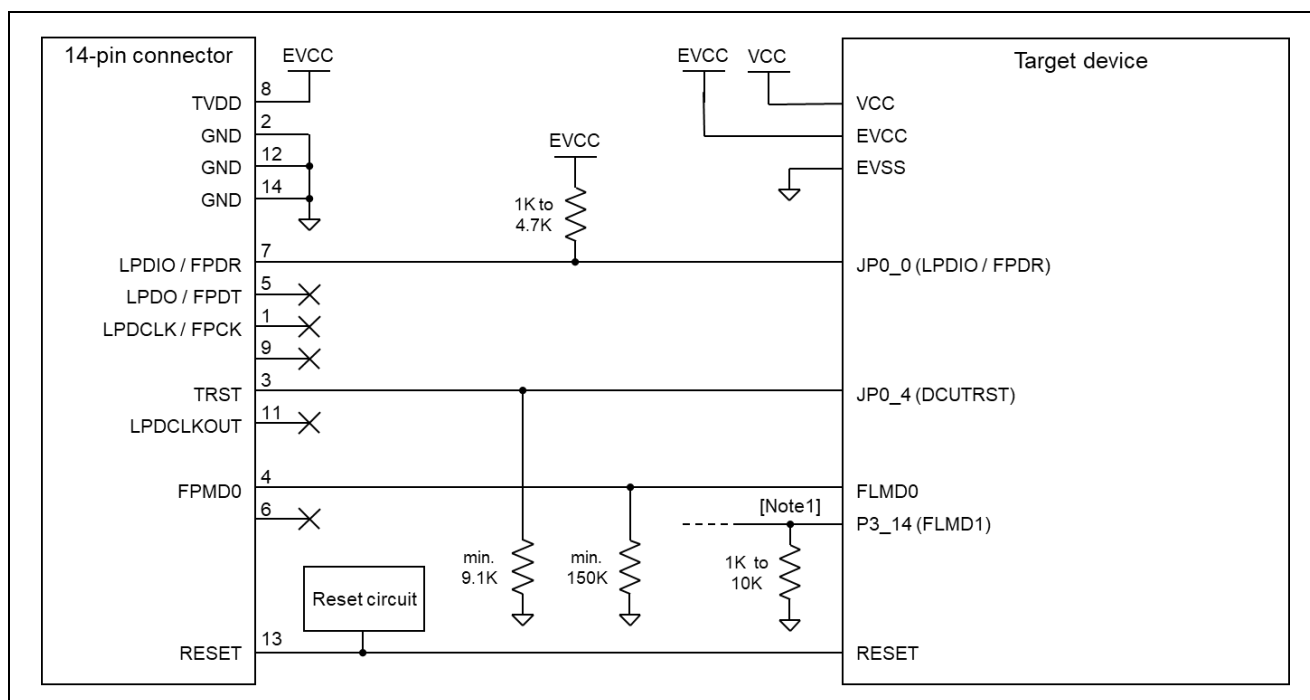 14-pin connector
EVCC
EVCC
VCC
Target device
8
TVDD
VCC
2
GND
EVCC
12
GND
EVCC
EVSS
14
GND
1K to
4.7K
7
LPDIO / FPDR
JP0_0 (LPDIO / FPDR)
5
LPDO / FPDT
1
LPDCLK / FPCK
9
3
TRST
JP0_4 (DCUTRST)
11
LPDCLKOUT
4
FPMD0
FLMD0
6
[Note1]
P3_14 (FLMD1)
min.
9.1K
min.
150K
1K to
10K
Reset circuit
13
RESET
RESET